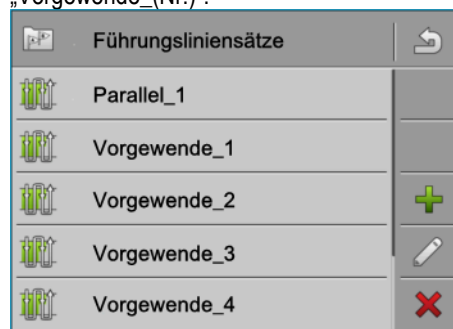 „Vorgewende_(Nr.)“.
Führungsliniensätze
Parallel_1
Vorgewende_1
Vorgewende_2
Vorgewende_3
Vorgewende_4